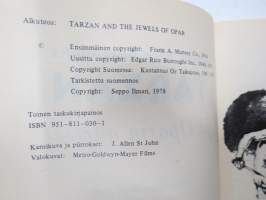 Alkuteos: TARZAN AND THE JEWELS OF OPAR
©
Ensimmäinen copyright: Frank A. Munsey Co.,
Uusittu copyright: Edgar Rice Burroughs Inc.,
Copyright Suomessa: Kustannus Oy Taikajousi,
Tarkistettu suomennos
Copyright: Seppo Ilmari, 1978
Toinen taskukirjapainos
ISBN 951-811-030-1
Kansikuva ja piirrokset: J. Allen St John
Valokuvat: Metro-Goldwyn-Mayer Films